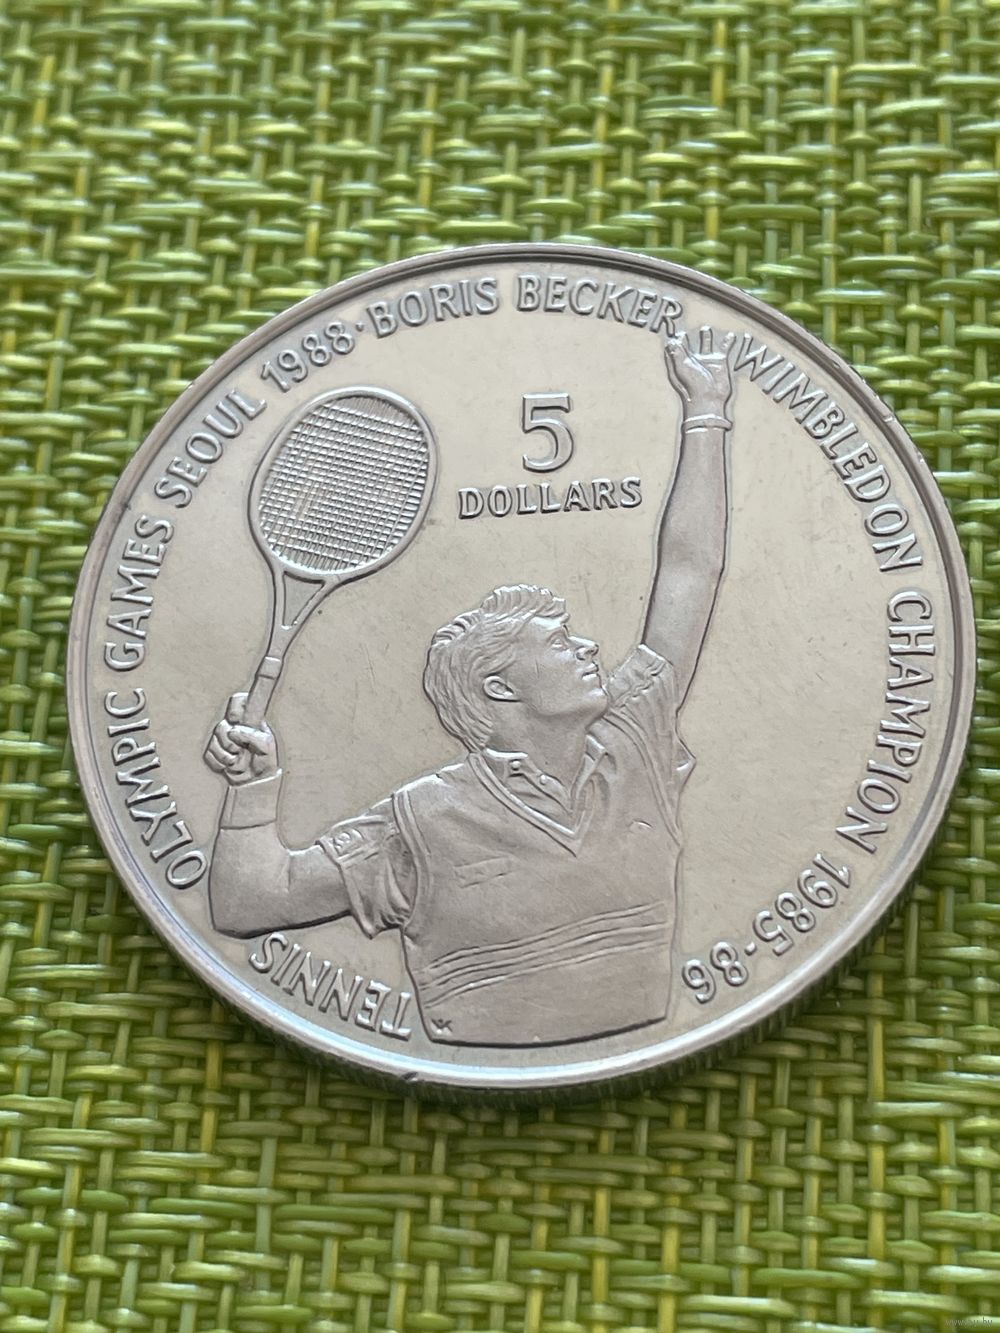 TENNIS
OLYMPIC GAMES SEOUL 1988·BORIS BECKER
WIMBLEDON CHAMPION 1985-86
5
DOLLARS